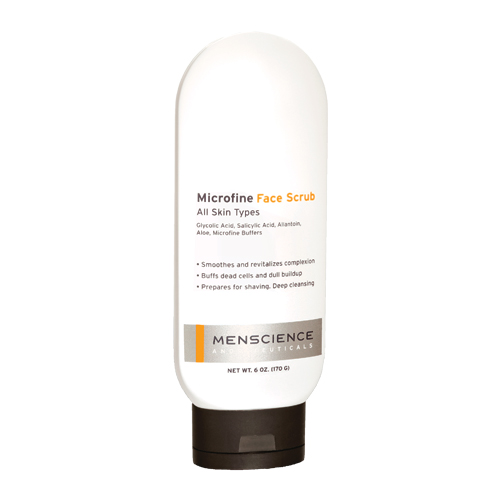 Microfine Face Scrub
All Skin Types
Glycolic Acid, Salicylic Acid, Allantoin,
Aloe, Microfine Buffers
• Smoothes and revitalizes complexion
• Buffs dead cells and dull buildup
• Prepares for shaving. Deep cleansing
MENSCIENCE
ANDROCEUTICALS
NET WT. 6 OZ. (170 G)